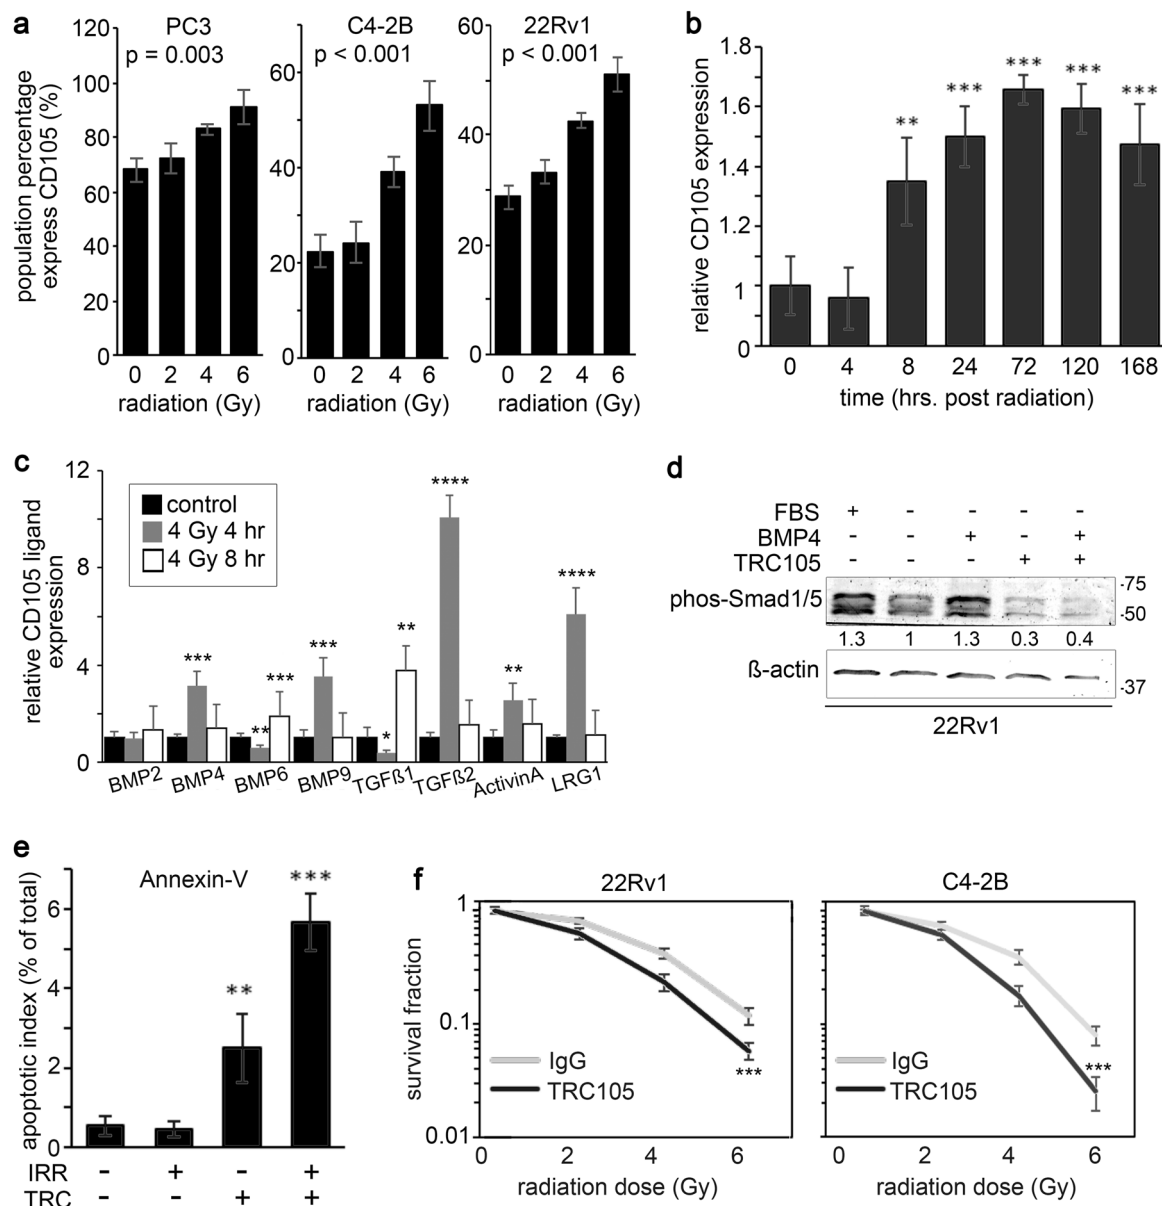 a
PC3
p = 0.003
population percentage
express CD105 (%)
120
100
80
60
40
20
0
0 2 4 6
radiation (Gy)
C4-2B
p < 0.001
60
40
20
0
0 2 4 6
radiation (Gy)
22Rv1
p < 0.001
60
40
20
0
0 2 4 6
radiation (Gy)
b
relative CD105 expression
1.8
1.6
1.4
1.2
1
0
** *** *** *** ***
0 4 8 24 72 120 168
time (hrs. post radiation)
c
relative CD105 ligand
expression
12
8
4
0
control
4 Gy 4 hr
4 Gy 8 hr
*** ** *** *** * ** **** ** ****
BMP2 BMP4 BMP6 BMP9 TGFß1 TGFß2 ActivinA LRG1
d
FBS + - - - -
BMP4 - - + - +
TRC105 - - - + +
phos-Smad1/5
-75
-50
1.3 1 1.3 0.3 0.4
ß-actin
-37
22Rv1
e
Annexin-V
apoptotic index (% of total)
6
4
2
0
** ***
IRR - + - +
TRC - - + +
f
22Rv1
survival fraction
1
0.1
0.01
IgG
TRC105
***
0 2 4 6
radiation dose (Gy)
C4-2B
IgG
TRC105
***
0 2 4 6
radiation dose (Gy)